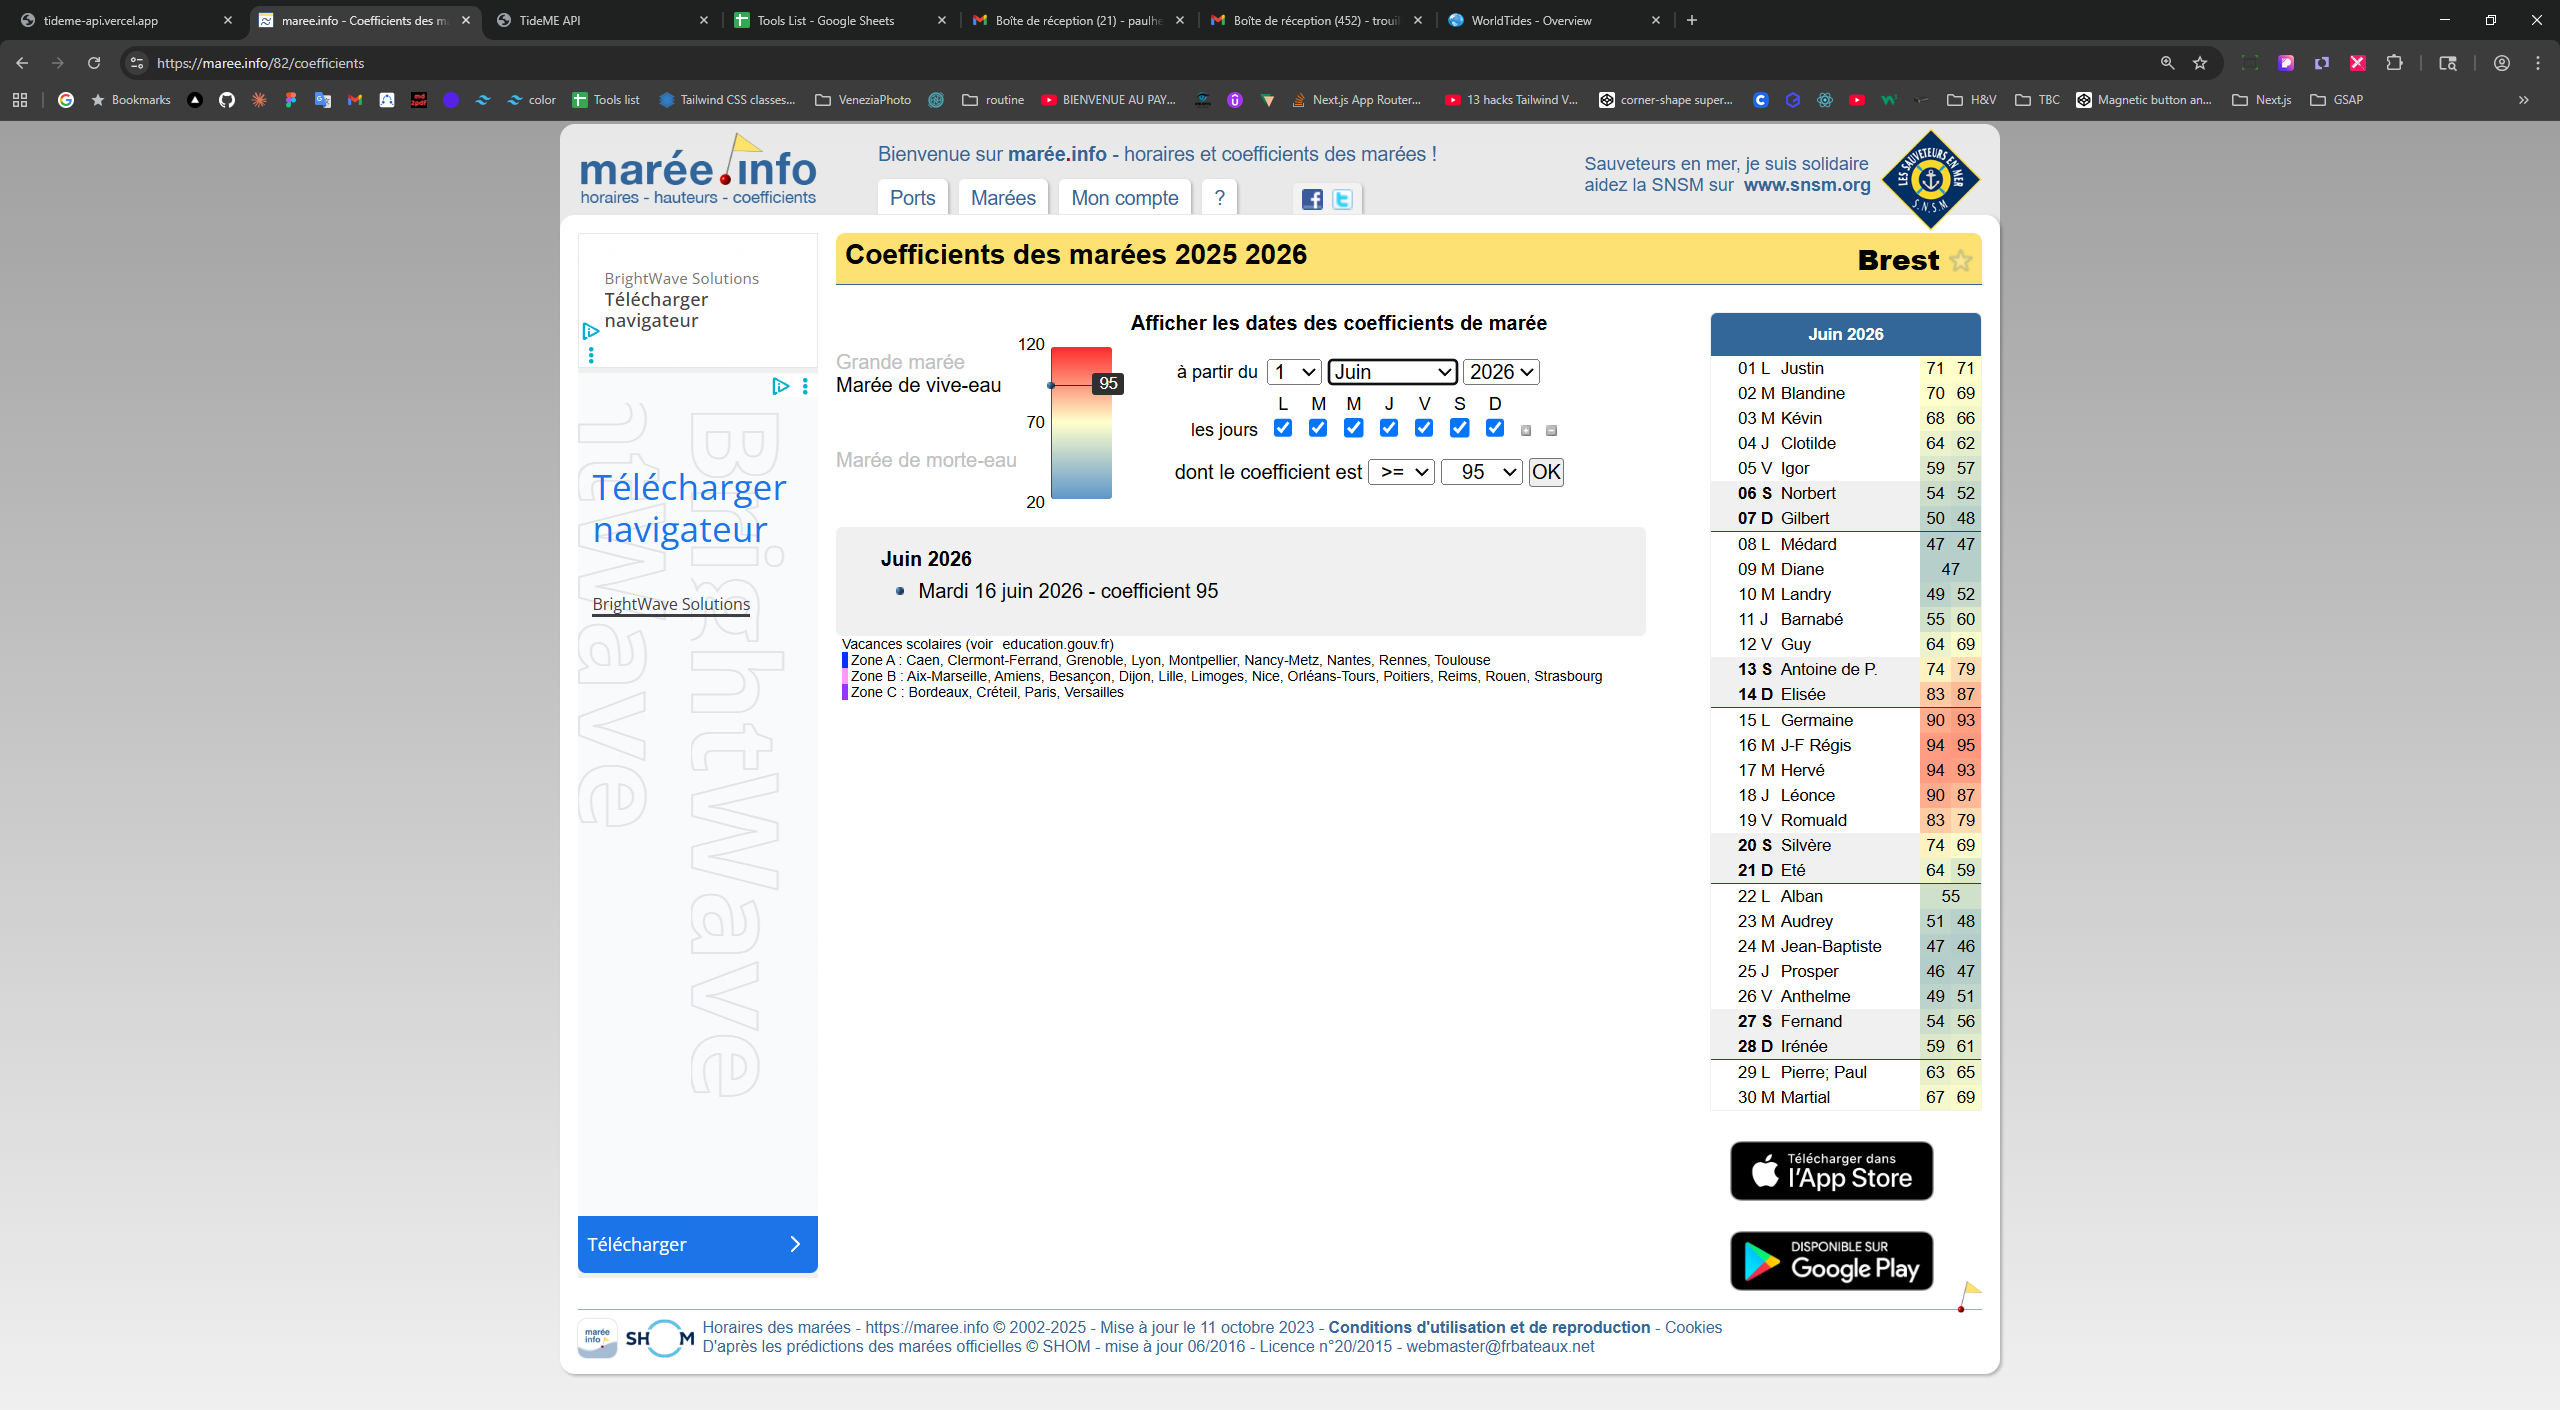 tideme-api.vercel.app
maree.info - Coefficients des m
TideME API
Tools List - Google Sheets
Boîte de réception (21) - paulhe
Boîte de réception (452) - trouil
WorldTides - Overview
https://maree.info/82/coefficients
Bookmarks
color
Tools list
Tailwind CSS classes...
VeneziaPhoto
routine
BIENVENUE AU PAY...
Next.js App Router...
13 hacks Tailwind V...
corner-shape super...
H&V
TBC
Magnetic button an...
Next.js
GSAP
marée.info
horaires - hauteurs - coefficients
Bienvenue sur marée.info - horaires et coefficients des marées !
Ports
Marées
Mon compte
?
Sauveteurs en mer, je suis solidaire
aidez la SNSM sur www.snsm.org
LES SAUVETEURS EN MER
S.N.S.M
BrightWave Solutions
Télécharger
navigateur
BrightWave
ntWave
Télécharger
navigateur
BrightWave Solutions
Télécharger
Coefficients des marées 2025 2026
Brest
Afficher les dates des coefficients de marée
120
Grande marée
Marée de vive-eau
95
70
Marée de morte-eau
20
à partir du 1 Juin 2026
L M M J V S D
les jours
dont le coefficient est >= 95 OK
Juin 2026
Mardi 16 juin 2026 - coefficient 95
Vacances scolaires (voir education.gouv.fr)
Zone A : Caen, Clermont-Ferrand, Grenoble, Lyon, Montpellier, Nancy-Metz, Nantes, Rennes, Toulouse
Zone B : Aix-Marseille, Amiens, Besançon, Dijon, Lille, Limoges, Nice, Orléans-Tours, Poitiers, Reims, Rouen, Strasbourg
Zone C : Bordeaux, Créteil, Paris, Versailles
Juin 2026
01 L Justin 71 71
02 M Blandine 70 69
03 M Kévin 68 66
04 J Clotilde 64 62
05 V Igor 59 57
06 S Norbert 54 52
07 D Gilbert 50 48
08 L Médard 47 47
09 M Diane 47
10 M Landry 49 52
11 J Barnabé 55 60
12 V Guy 64 69
13 S Antoine de P. 74 79
14 D Elisée 83 87
15 L Germaine 90 93
16 M J-F Régis 94 95
17 M Hervé 94 93
18 J Léonce 90 87
19 V Romuald 83 79
20 S Silvère 74 69
21 D Eté 64 59
22 L Alban 55
23 M Audrey 51 48
24 M Jean-Baptiste 47 46
25 J Prosper 46 47
26 V Anthelme 49 51
27 S Fernand 54 56
28 D Irénée 59 61
29 L Pierre; Paul 63 65
30 M Martial 67 69
Télécharger dans
l'App Store
DISPONIBLE SUR
Google Play
marée
info
SHOM
Horaires des marées - https://maree.info © 2002-2025 - Mise à jour le 11 octobre 2023 - Conditions d'utilisation et de reproduction - Cookies
D'après les prédictions des marées officielles © SHOM - mise à jour 06/2016 - Licence n°20/2015 - webmaster@frbateaux.net